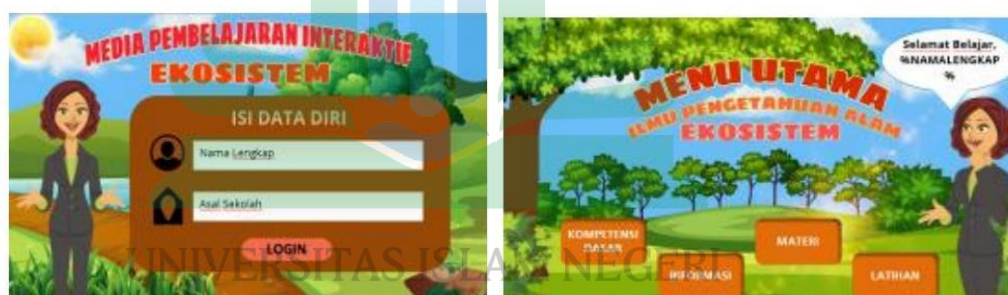 MEDIA PEMBELAJARAN INTERAKTIF
EKOSISTEM
ISI DATA DIRI
Nama Lengkap
Asal Sekolah
LOGIN
Selamat Belajar,
%NAMALENGKAP
%
MENU UTAMA
ILMU PENGETAHUAN ALAM
EKOSISTEM
KOMPETENSI
DASAR
INFORMASI
MATERI
LATIHAN
UNIVERSITAS ISLAM NEGERI